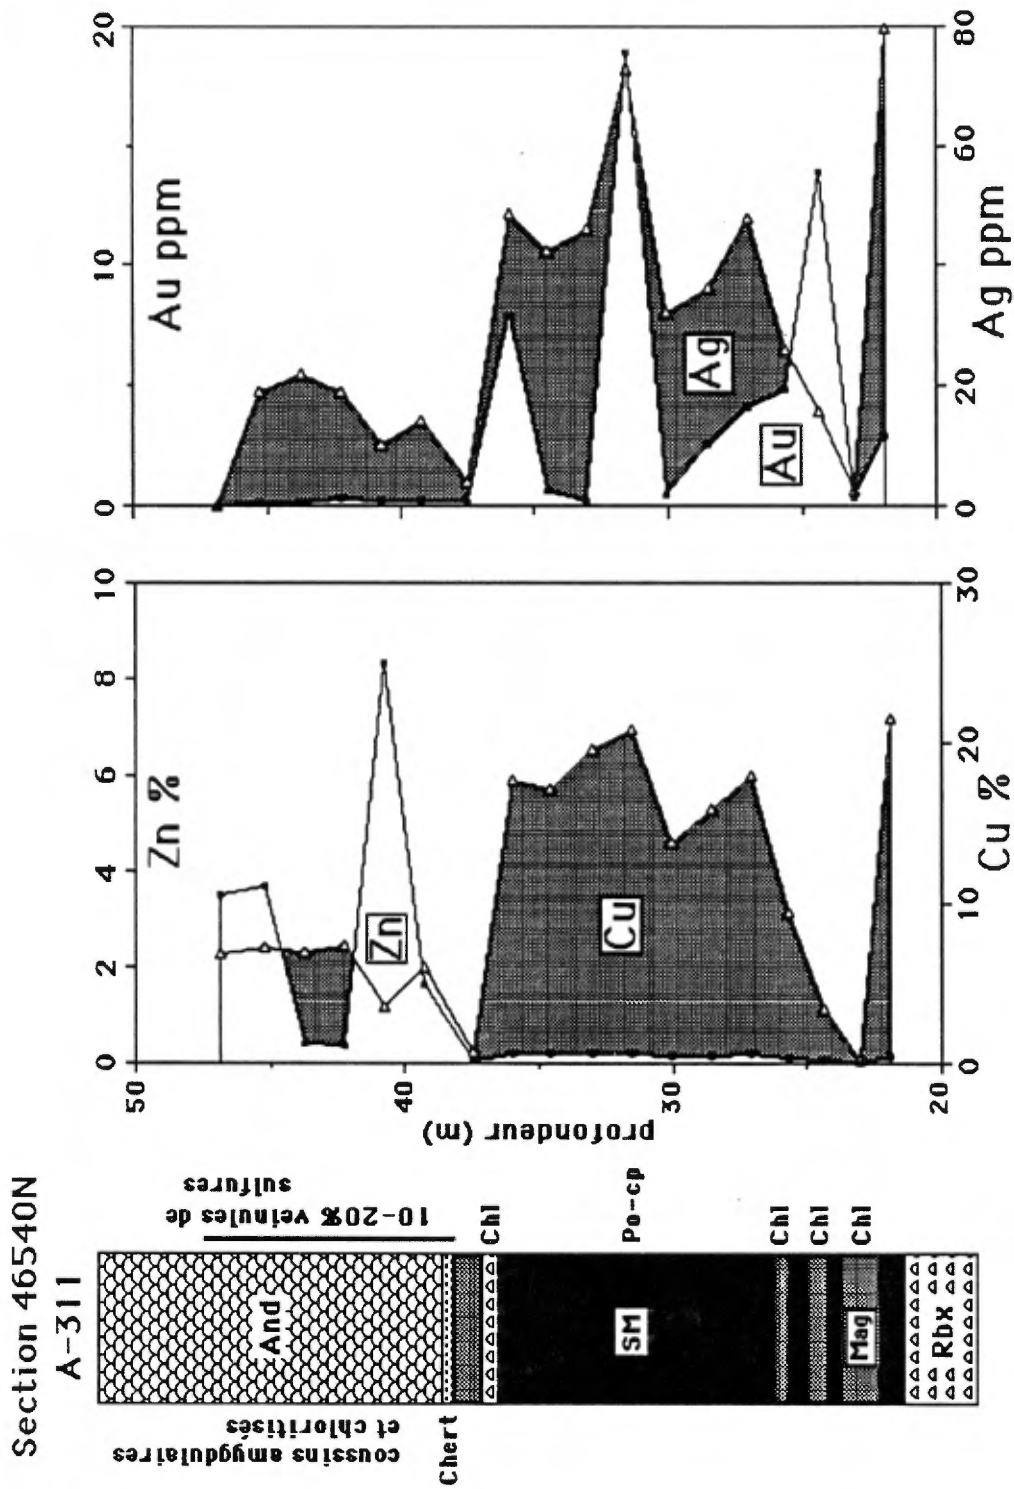 Section 46540N
A-311
coussins amygdulaires
et chloritisés
Chert
And
SM
Mag
Rbx
10-20% veinules de
sulfures
Chl
Po-cp
Chl
Chl
Chl
profondeur (m)
50
40
30
20
Zn %
0
2
4
6
8
10
Zn
Cu
0
10
20
30
Cu %
Au ppm
0
10
20
Ag
Au
0
20
60
80
Ag ppm